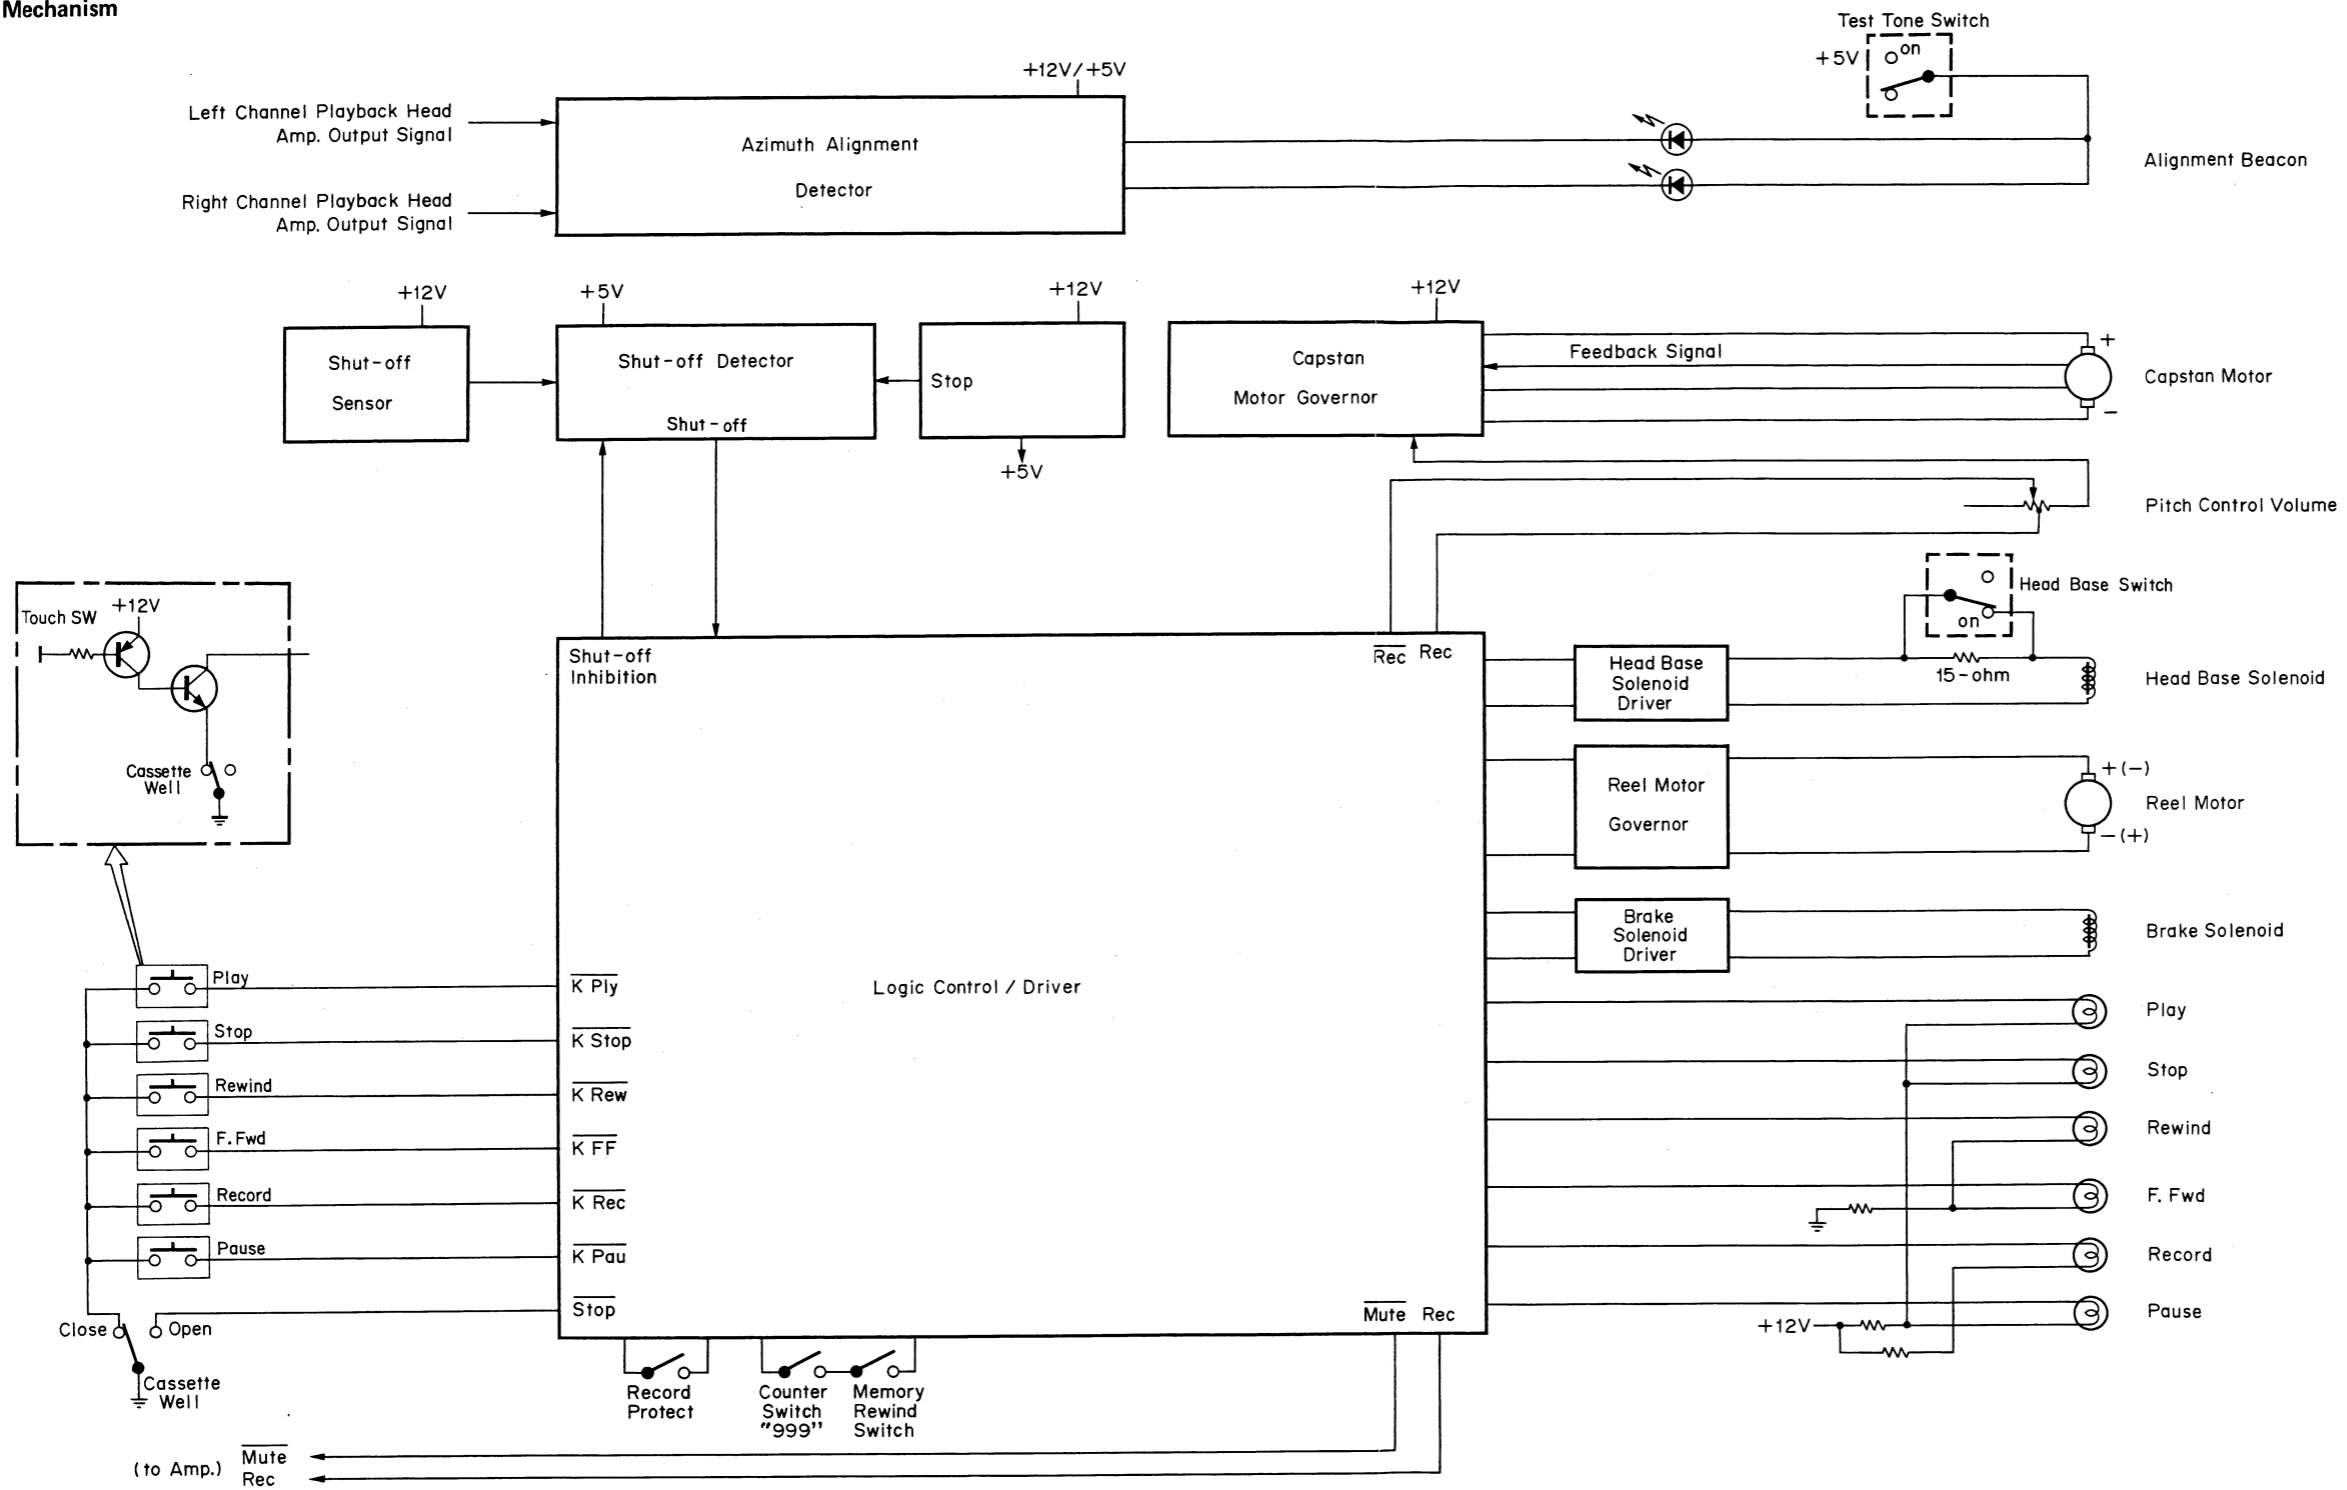 Mechanism
Test Tone Switch
+5V
on
+12V/+5V
Left Channel Playback Head
Amp. Output Signal
Azimuth Alignment
Detector
Alignment Beacon
Right Channel Playback Head
Amp. Output Signal
+12V
+5V
+12V
+12V
Shut-off
Sensor
Shut-off Detector
Shut-off
Stop
+5V
Capstan
Motor Governor
Feedback Signal
+
−
Capstan Motor
Pitch Control Volume
Touch SW
+12V
Cassette
Well
Head Base Switch
on
Shut-off
Inhibition
Rec
Rec
Head Base
Solenoid
Driver
15-ohm
Head Base Solenoid
Reel Motor
Governor
+(−)
Reel Motor
−(+)
Brake
Solenoid
Driver
Brake Solenoid
Logic Control / Driver
Play
K Ply
Play
Stop
K Stop
Stop
Rewind
K Rew
Rewind
F.Fwd
K FF
F. Fwd
Record
K Rec
Record
Pause
K Pau
Pause
Stop
Close
Open
Cassette
Well
Mute
Rec
+12V
Record
Protect
Counter
Switch
"999"
Memory
Rewind
Switch
(to Amp.)
Mute
Rec